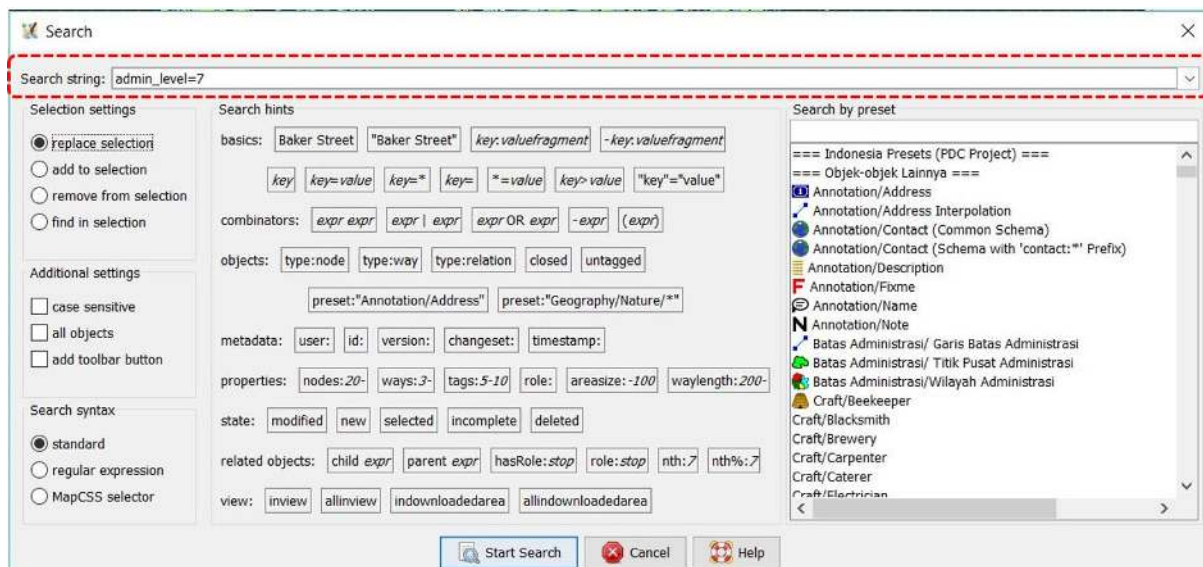 Search
Search string: admin_level=7
Selection settings
replace selection
add to selection
remove from selection
find in selection
Additional settings
case sensitive
all objects
add toolbar button
Search syntax
standard
regular expression
MapCSS selector
Search hints
basics: Baker Street "Baker Street" key:valuefragment -key:valuefragment
key key=value key=* key= *=value key>value "key"="value"
combinators: expr expr expr | expr expr OR expr -expr (expr)
objects: type:node type:way type:relation closed untagged
preset:"Annotation/Address" preset:"Geography/Nature/*"
metadata: user: id: version: changeset: timestamp:
properties: nodes:20- ways:3- tags:5-10 role: areasize:-100 waylength:200-
state: modified new selected incomplete deleted
related objects: child expr parent expr hasRole:stop role:stop nth:7 nth%:7
view: inview allinview indownloadedarea allindownloadedarea
Search by preset
=== Indonesia Presets (PDC Project) ===
=== Objek-objek Lainnya ===
Annotation/Address
Annotation/Address Interpolation
Annotation/Contact (Common Schema)
Annotation/Contact (Schema with 'contact:*' Prefix)
Annotation/Description
Annotation/Fixme
Annotation/Name
Annotation/Note
Batas Administrasi/ Garis Batas Administrasi
Batas Administrasi/ Titik Pusat Administrasi
Batas Administrasi/Wilayah Administrasi
Craft/Beekeeper
Craft/Blacksmith
Craft/Brewery
Craft/Carpenter
Craft/Caterer
Craft/Electrician
Start Search Cancel Help